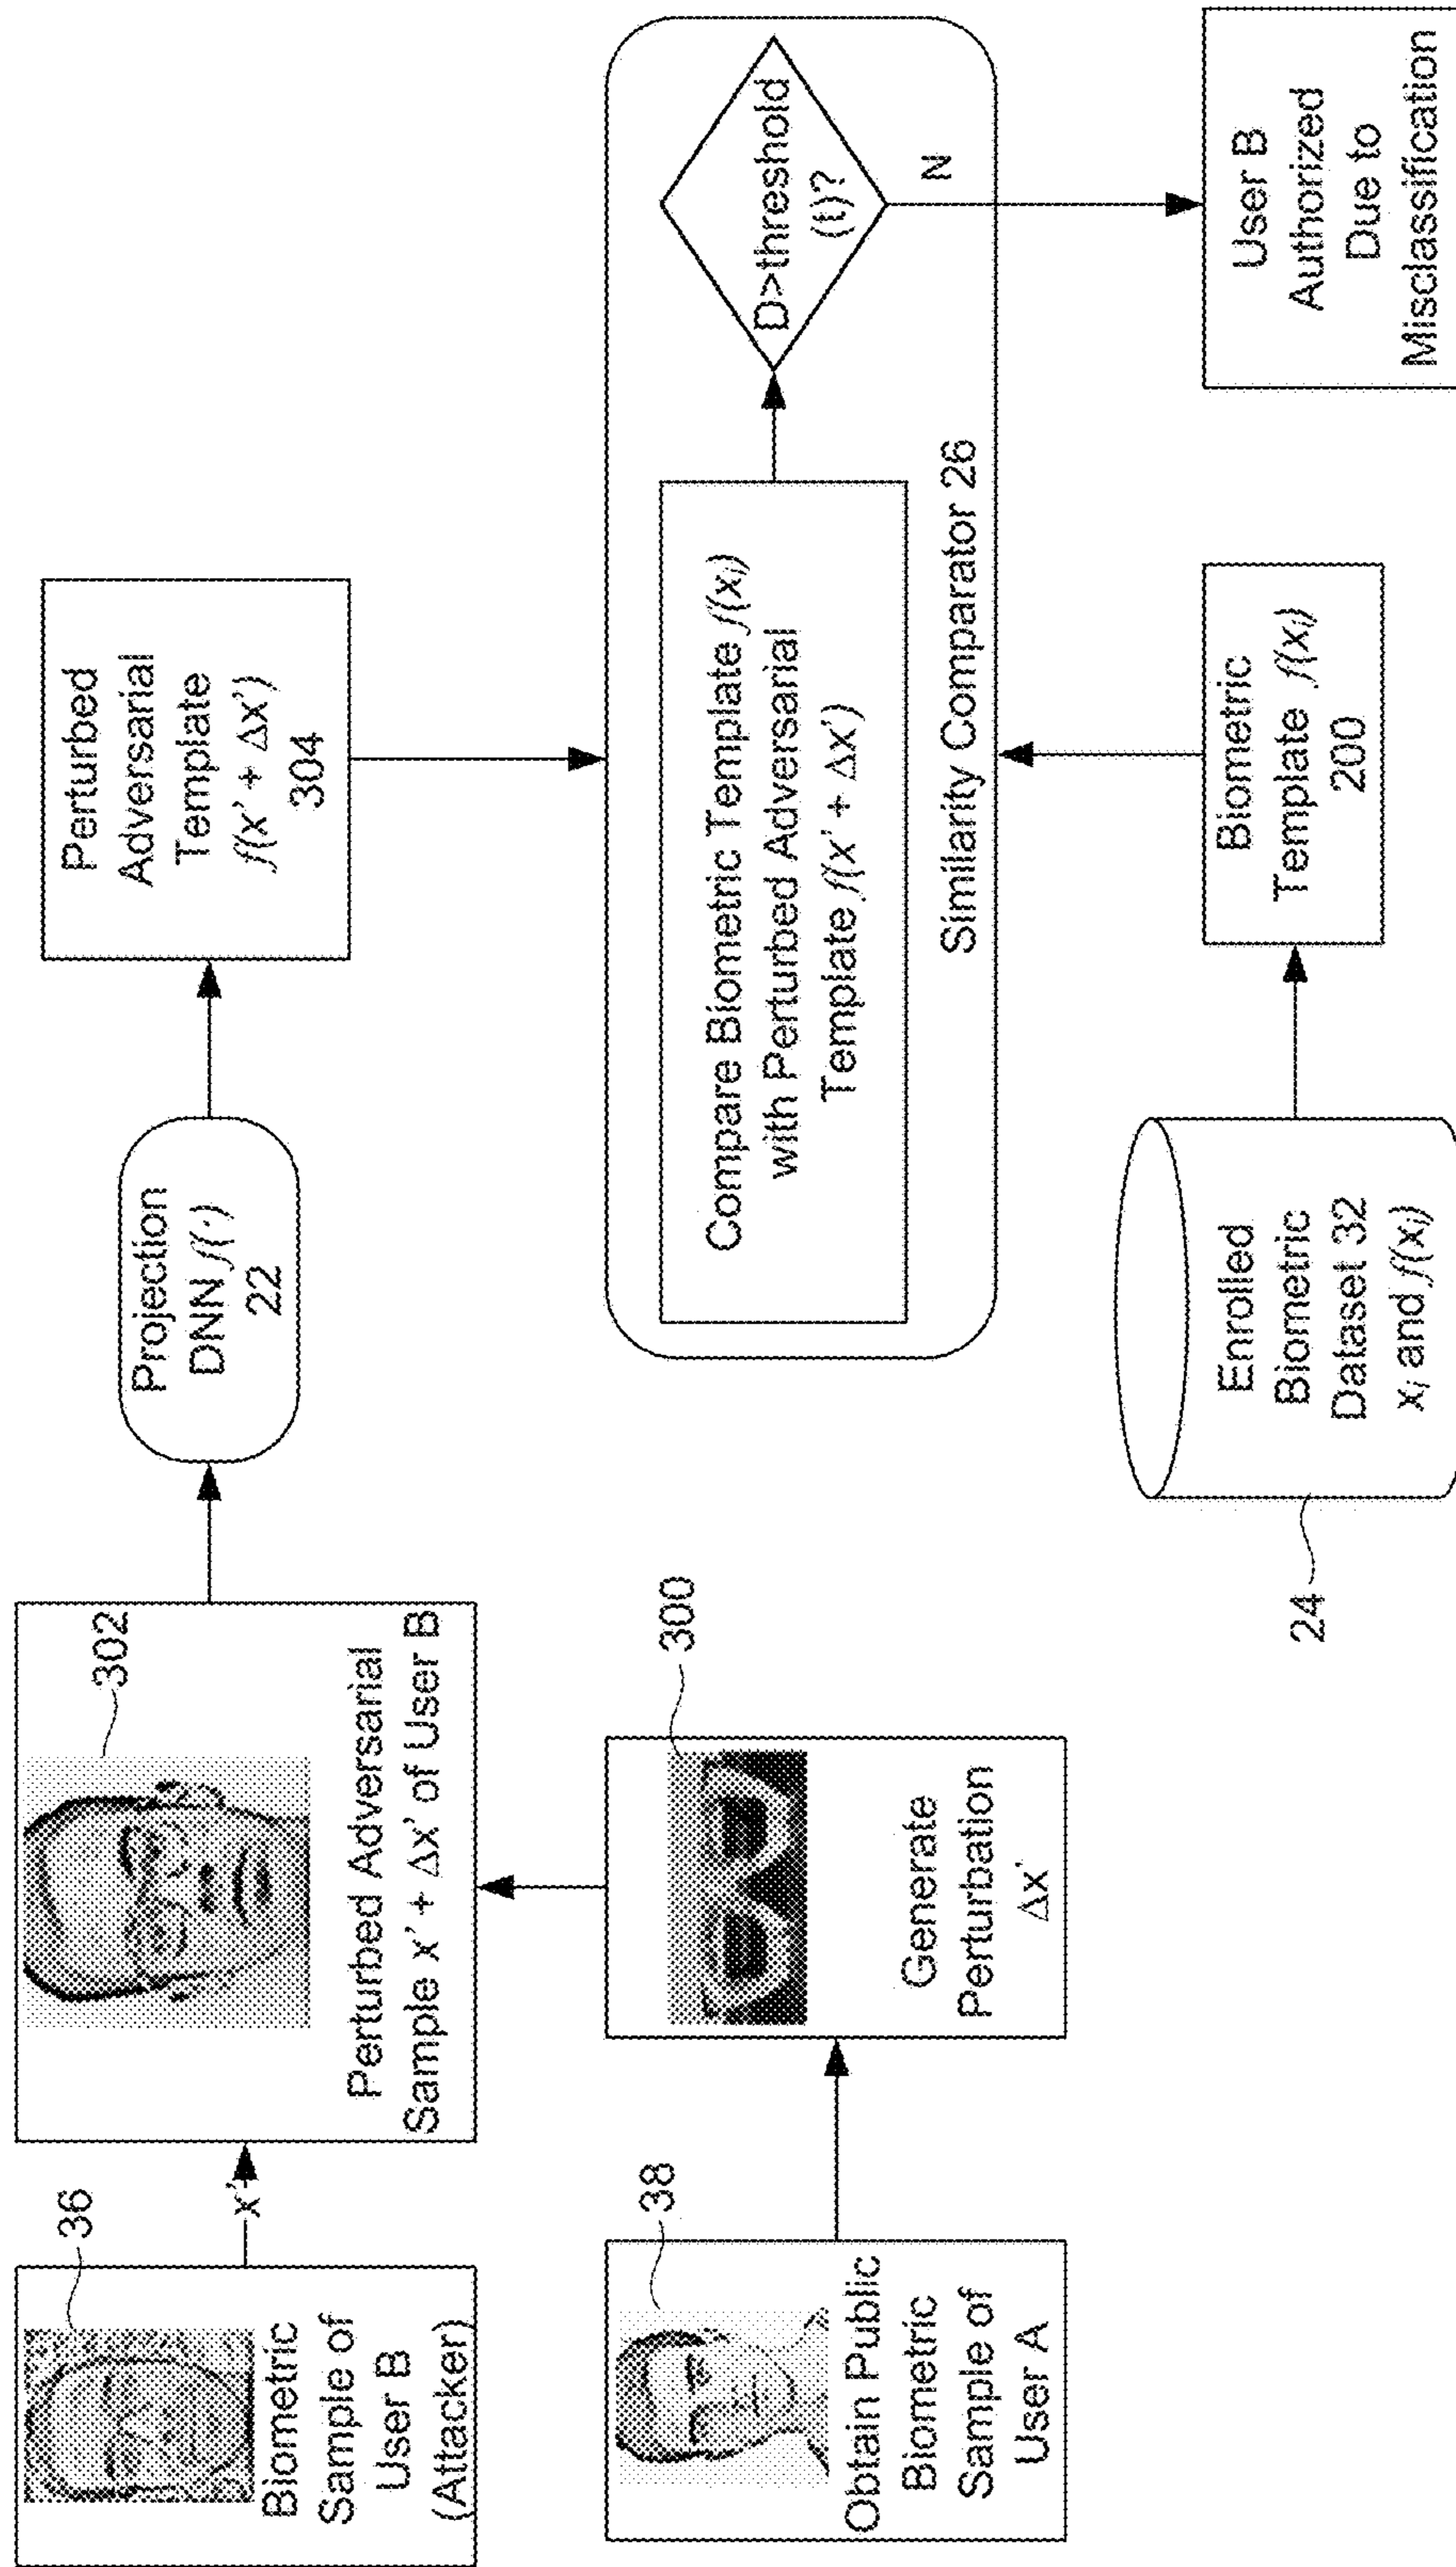 36
Biometric
Sample of
User B
(Attacker)
x'
302
Perturbed Adversarial
Sample x' + Δx' of User B
Projection
DNN f(·)
22
Perturbed
Adversarial
Template
f(x' + Δx')
304
38
Obtain Public
Biometric
Sample of
User A
300
Generate
Perturbation
Δx'
Compare Biometric Template f(xᵢ)
with Perturbed Adversarial
Template f(x' + Δx')
Similarity Comparator 26
D>threshold
(t)?
N
24
Enrolled
Biometric
Dataset 32
xᵢ and f(xᵢ)
Biometric
Template f(xᵢ)
200
User B
Authorized
Due to
Misclassification